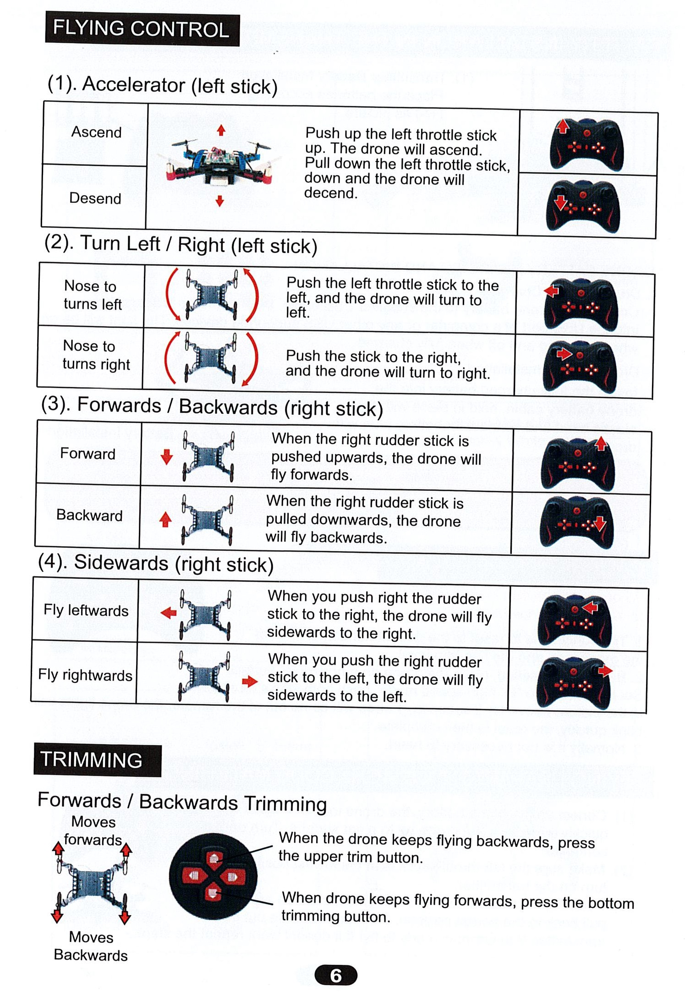 FLYING CONTROL
(1). Accelerator (left stick)
Ascend
Push up the left throttle stick
up. The drone will ascend.
Pull down the left throttle stick,
down and the drone will
decend.
Desend
(2). Turn Left / Right (left stick)
Nose to
turns left
Push the left throttle stick to the
left, and the drone will turn to
left.
Nose to
turns right
Push the stick to the right,
and the drone will turn to right.
(3). Forwards / Backwards (right stick)
Forward
When the right rudder stick is
pushed upwards, the drone will
fly forwards.
Backward
When the right rudder stick is
pulled downwards, the drone
will fly backwards.
(4). Sidewards (right stick)
Fly leftwards
When you push right the rudder
stick to the right, the drone will fly
sidewards to the right.
Fly rightwards
When you push the right rudder
stick to the left, the drone will fly
sidewards to the left.
TRIMMING
Forwards / Backwards Trimming
Moves
forwards
When the drone keeps flying backwards, press
the upper trim button.
When drone keeps flying forwards, press the bottom
trimming button.
Moves
Backwards
6